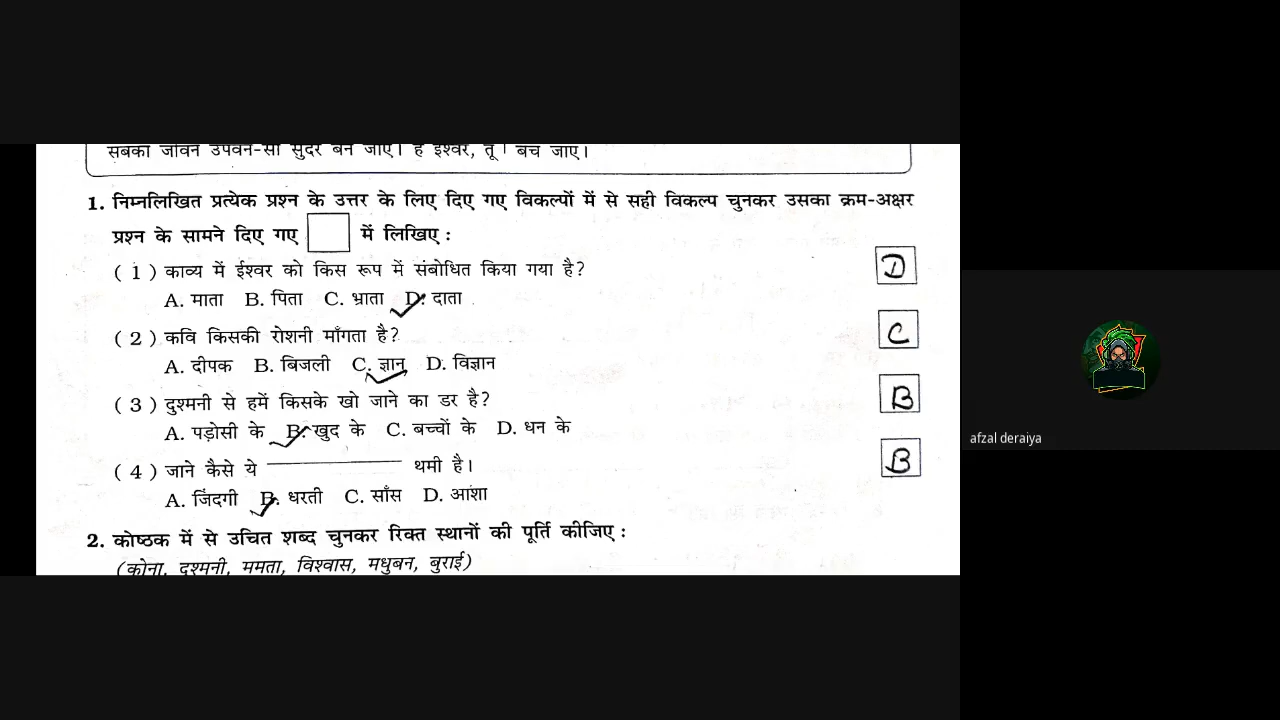 सबका जीवन उपवन-सा सुंदर बन जाए। हे ईश्वर, तू। बच जाए।
1. निम्नलिखित प्रत्येक प्रश्न के उत्तर के लिए दिए गए विकल्पों में से सही विकल्प चुनकर उसका क्रम-अक्षर
प्रश्न के सामने दिए गए में लिखिए :
( 1 ) काव्य में ईश्वर को किस रूप में संबोधित किया गया है? D
A. माता B. पिता C. भ्राता D. दाता
( 2 ) कवि किसकी रोशनी माँगता है? C
A. दीपक B. बिजली C. ज्ञान D. विज्ञान
( 3 ) दुश्मनी से हमें किसके खो जाने का डर है? B
A. पड़ोसी के B. खुद के C. बच्चों के D. धन के
( 4 ) जाने कैसे ये ________ थमी है। B
A. जिंदगी B. धरती C. साँस D. आशा
2. कोष्ठक में से उचित शब्द चुनकर रिक्त स्थानों की पूर्ति कीजिए :
(कोना, दुश्मनी, ममता, विश्वास, मधुबन, बुराई)
afzal deraiya